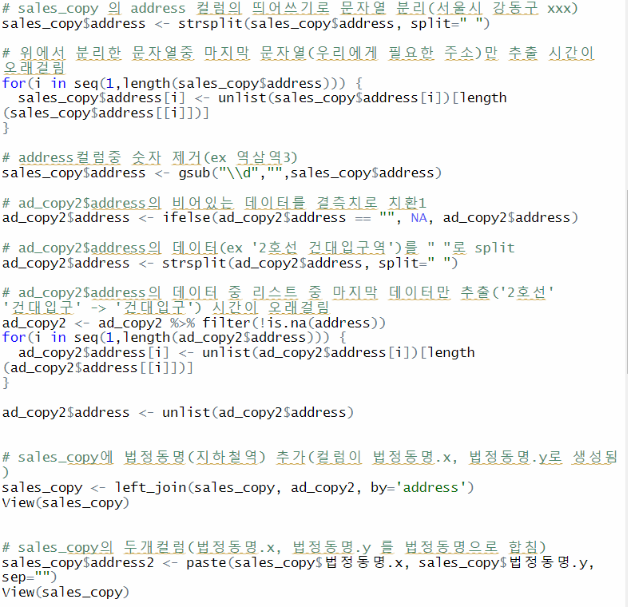 # sales_copy 의 address 컬럼의 띄어쓰기로 문자열 분리(서울시 강동구 xxx)
sales_copy$address <- strsplit(sales_copy$address, split=" ")
# 위에서 분리한 문자열중 마지막 문자열(우리에게 필요한 주소)만 추출 시간이
오래걸림
for(i in seq(1,length(sales_copy$address))) {
sales_copy$address[i] <- unlist(sales_copy$address[i])[length
(sales_copy$address[[i]])]
}
# address컬럼중 숫자 제거(ex 역삼역3)
sales_copy$address <- gsub("\\d","",sales_copy$address)
# ad_copy2$address의 비어있는 데이터를 결측치로 치환1
ad_copy2$address <- ifelse(ad_copy2$address == "", NA, ad_copy2$address)
# ad_copy2$address의 데이터(ex '2호선 건대입구역')를 " "로 split
ad_copy2$address <- strsplit(ad_copy2$address, split=" ")
# ad_copy2$address의 데이터 중 리스트 중 마지막 데이터만 추출('2호선'
'건대입구' -> '건대입구') 시간이 오래걸림
ad_copy2 <- ad_copy2 %>% filter(!is.na(address))
for(i in seq(1,length(ad_copy2$address))) {
ad_copy2$address[i] <- unlist(ad_copy2$address[i])[length
(ad_copy2$address[[i]])]
}
ad_copy2$address <- unlist(ad_copy2$address)
# sales_copy에 법정동명(지하철역) 추가(컬럼이 법정동명.x, 법정동명.y로 생성됨
)
sales_copy <- left_join(sales_copy, ad_copy2, by='address')
View(sales_copy)
# sales_copy의 두개컬럼(법정동명.x, 법정동명.y 를 법정동명으로 합침)
sales_copy$address2 <- paste(sales_copy$법정동명.x, sales_copy$법정동명.y,
sep="")
View(sales_copy)